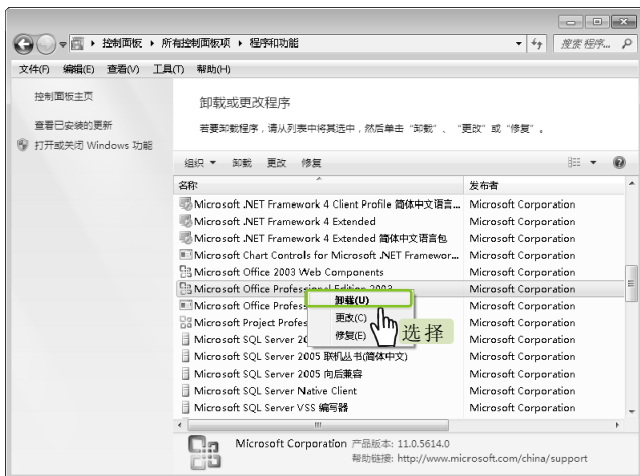 控制面板 ▸ 所有控制面板项 ▸ 程序和功能
搜索 程序...
文件(F) 编辑(E) 查看(V) 工具(T) 帮助(H)
控制面板主页
查看已安装的更新
打开或关闭 Windows 功能
卸载或更改程序
若要卸载程序，请从列表中将其选中，然后单击“卸载”、“更改”或“修复”。
组织 卸载 更改 修复
名称 发布者
Microsoft .NET Framework 4 Client Profile 简体中文语言... Microsoft Corporation
Microsoft .NET Framework 4 Extended Microsoft Corporation
Microsoft .NET Framework 4 Extended 简体中文语言包 Microsoft Corporation
Microsoft Chart Controls for Microsoft .NET Framewor... Microsoft Corporation
Microsoft Office 2003 Web Components Microsoft Corporation
Microsoft Office Professional Edition 2003 Microsoft Corporation
卸载(U)
Microsoft Office Profes Microsoft Corporation
更改(C)
Microsoft Project Profes Microsoft Corporation
修复(E)
选择
Microsoft SQL Server 20 Microsoft Corporation
Microsoft SQL Server 2005 联机丛书(简体中文) Microsoft Corporation
Microsoft SQL Server 2005 向后兼容 Microsoft Corporation
Microsoft SQL Server Native Client Microsoft Corporation
Microsoft SQL Server VSS 编写器 Microsoft Corporation
Microsoft Corporation 产品版本: 11.0.5614.0
帮助链接: http://www.microsoft.com/china/support